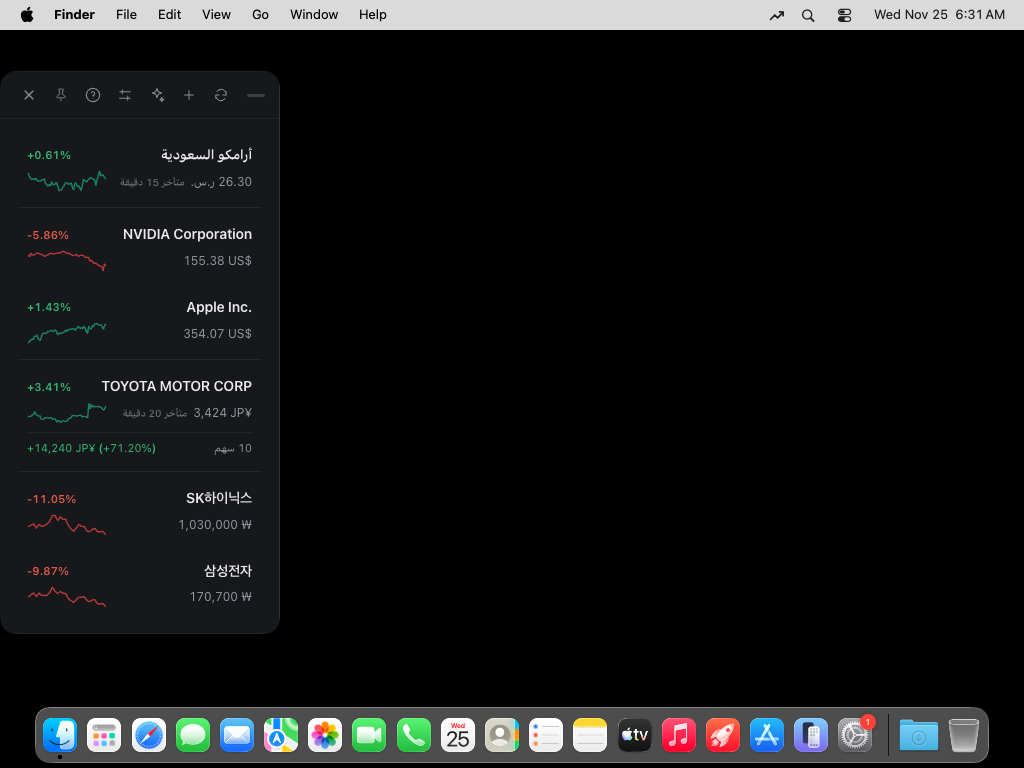 Finder File Edit View Go Window Help Wed Nov 25 6:31 AM
أرامكو السعودية +0.61%
26.30 ر.س. متأخر 15 دقيقة
NVIDIA Corporation -5.86%
155.38 US$
Apple Inc. +1.43%
354.07 US$
TOYOTA MOTOR CORP +3.41%
3,424 JP¥ متأخر 20 دقيقة
10 سهم +14,240 JP¥ (+71.20%)
SK하이닉스 -11.05%
1,030,000 ₩
삼성전자 -9.87%
170,700 ₩
Wed
25
tv
1